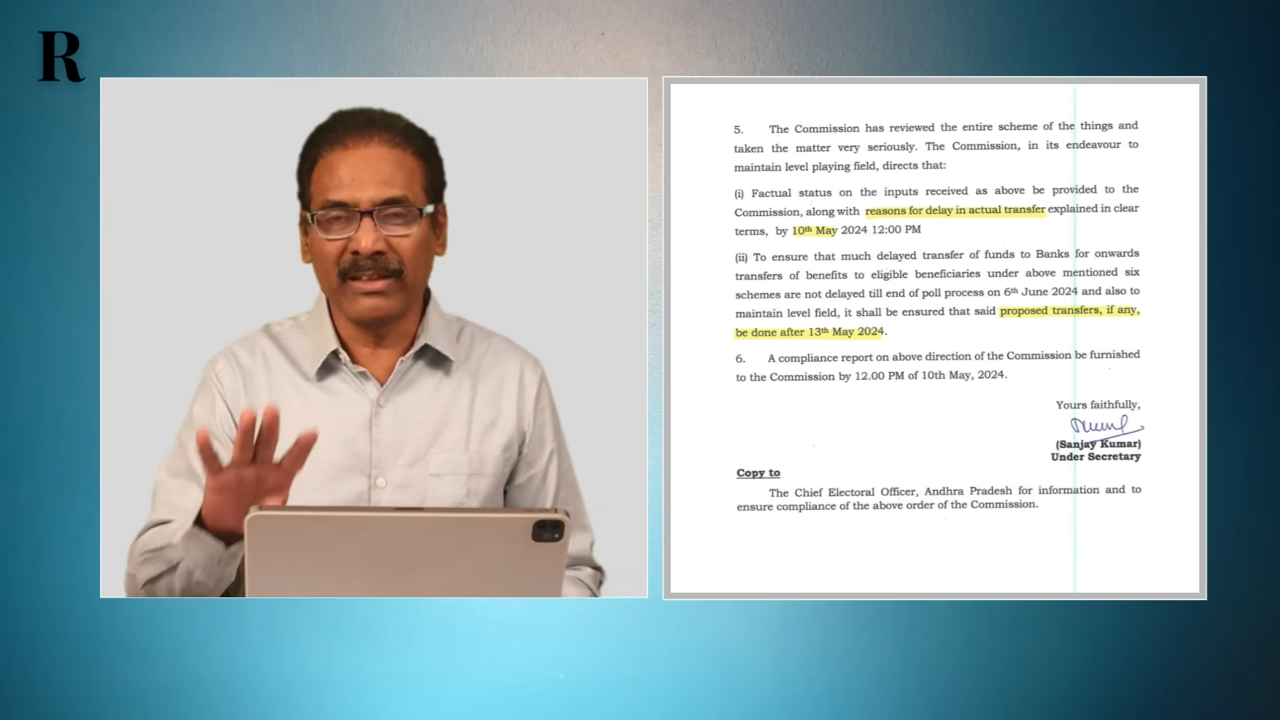 R
5. The Commission has reviewed the entire scheme of the things and
taken the matter very seriously. The Commission, in its endeavour to
maintain level playing field, directs that:
(i) Factual status on the inputs received as above be provided to the
Commission, along with reasons for delay in actual transfer explained in clear
terms, by 10th May 2024 12:00 PM
(ii) To ensure that much delayed transfer of funds to Banks for onwards
transfers of benefits to eligible beneficiaries under above mentioned six
schemes are not delayed till end of poll process on 6th June 2024 and also to
maintain level field, it shall be ensured that said proposed transfers, if any,
be done after 13th May 2024.
6. A compliance report on above direction of the Commission be furnished
to the Commission by 12.00 PM of 10th May, 2024.
Yours faithfully,
(Sanjay Kumar)
Under Secretary
Copy to
The Chief Electoral Officer, Andhra Pradesh for information and to
ensure compliance of the above order of the Commission.